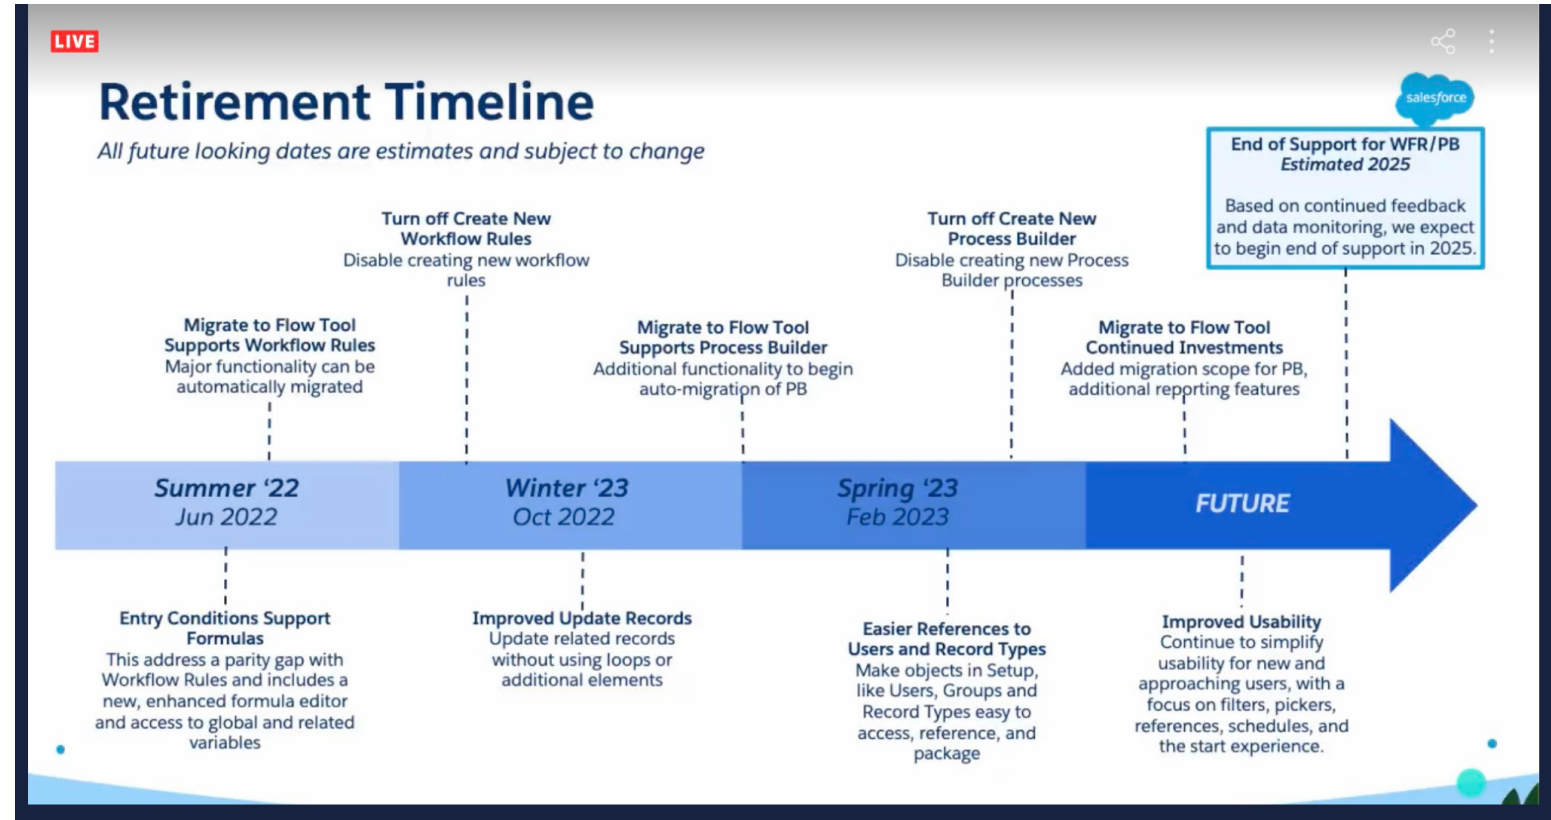 LIVE
Retirement Timeline
All future looking dates are estimates and subject to change
salesforce
End of Support for WFR/PB
Estimated 2025
Based on continued feedback
and data monitoring, we expect
to begin end of support in 2025.
Turn off Create New
Workflow Rules
Disable creating new workflow
rules
Turn off Create New
Process Builder
Disable creating new Process
Builder processes
Migrate to Flow Tool
Supports Workflow Rules
Major functionality can be
automatically migrated
Migrate to Flow Tool
Supports Process Builder
Additional functionality to begin
auto-migration of PB
Migrate to Flow Tool
Continued Investments
Added migration scope for PB,
additional reporting features
Summer ‘22
Jun 2022
Winter ‘23
Oct 2022
Spring ‘23
Feb 2023
FUTURE
Entry Conditions Support
Formulas
This address a parity gap with
Workflow Rules and includes a
new, enhanced formula editor
and access to global and related
variables
Improved Update Records
Update related records
without using loops or
additional elements
Easier References to
Users and Record Types
Make objects in Setup,
like Users, Groups and
Record Types easy to
access, reference, and
package
Improved Usability
Continue to simplify
usability for new and
approaching users, with a
focus on filters, pickers,
references, schedules, and
the start experience.